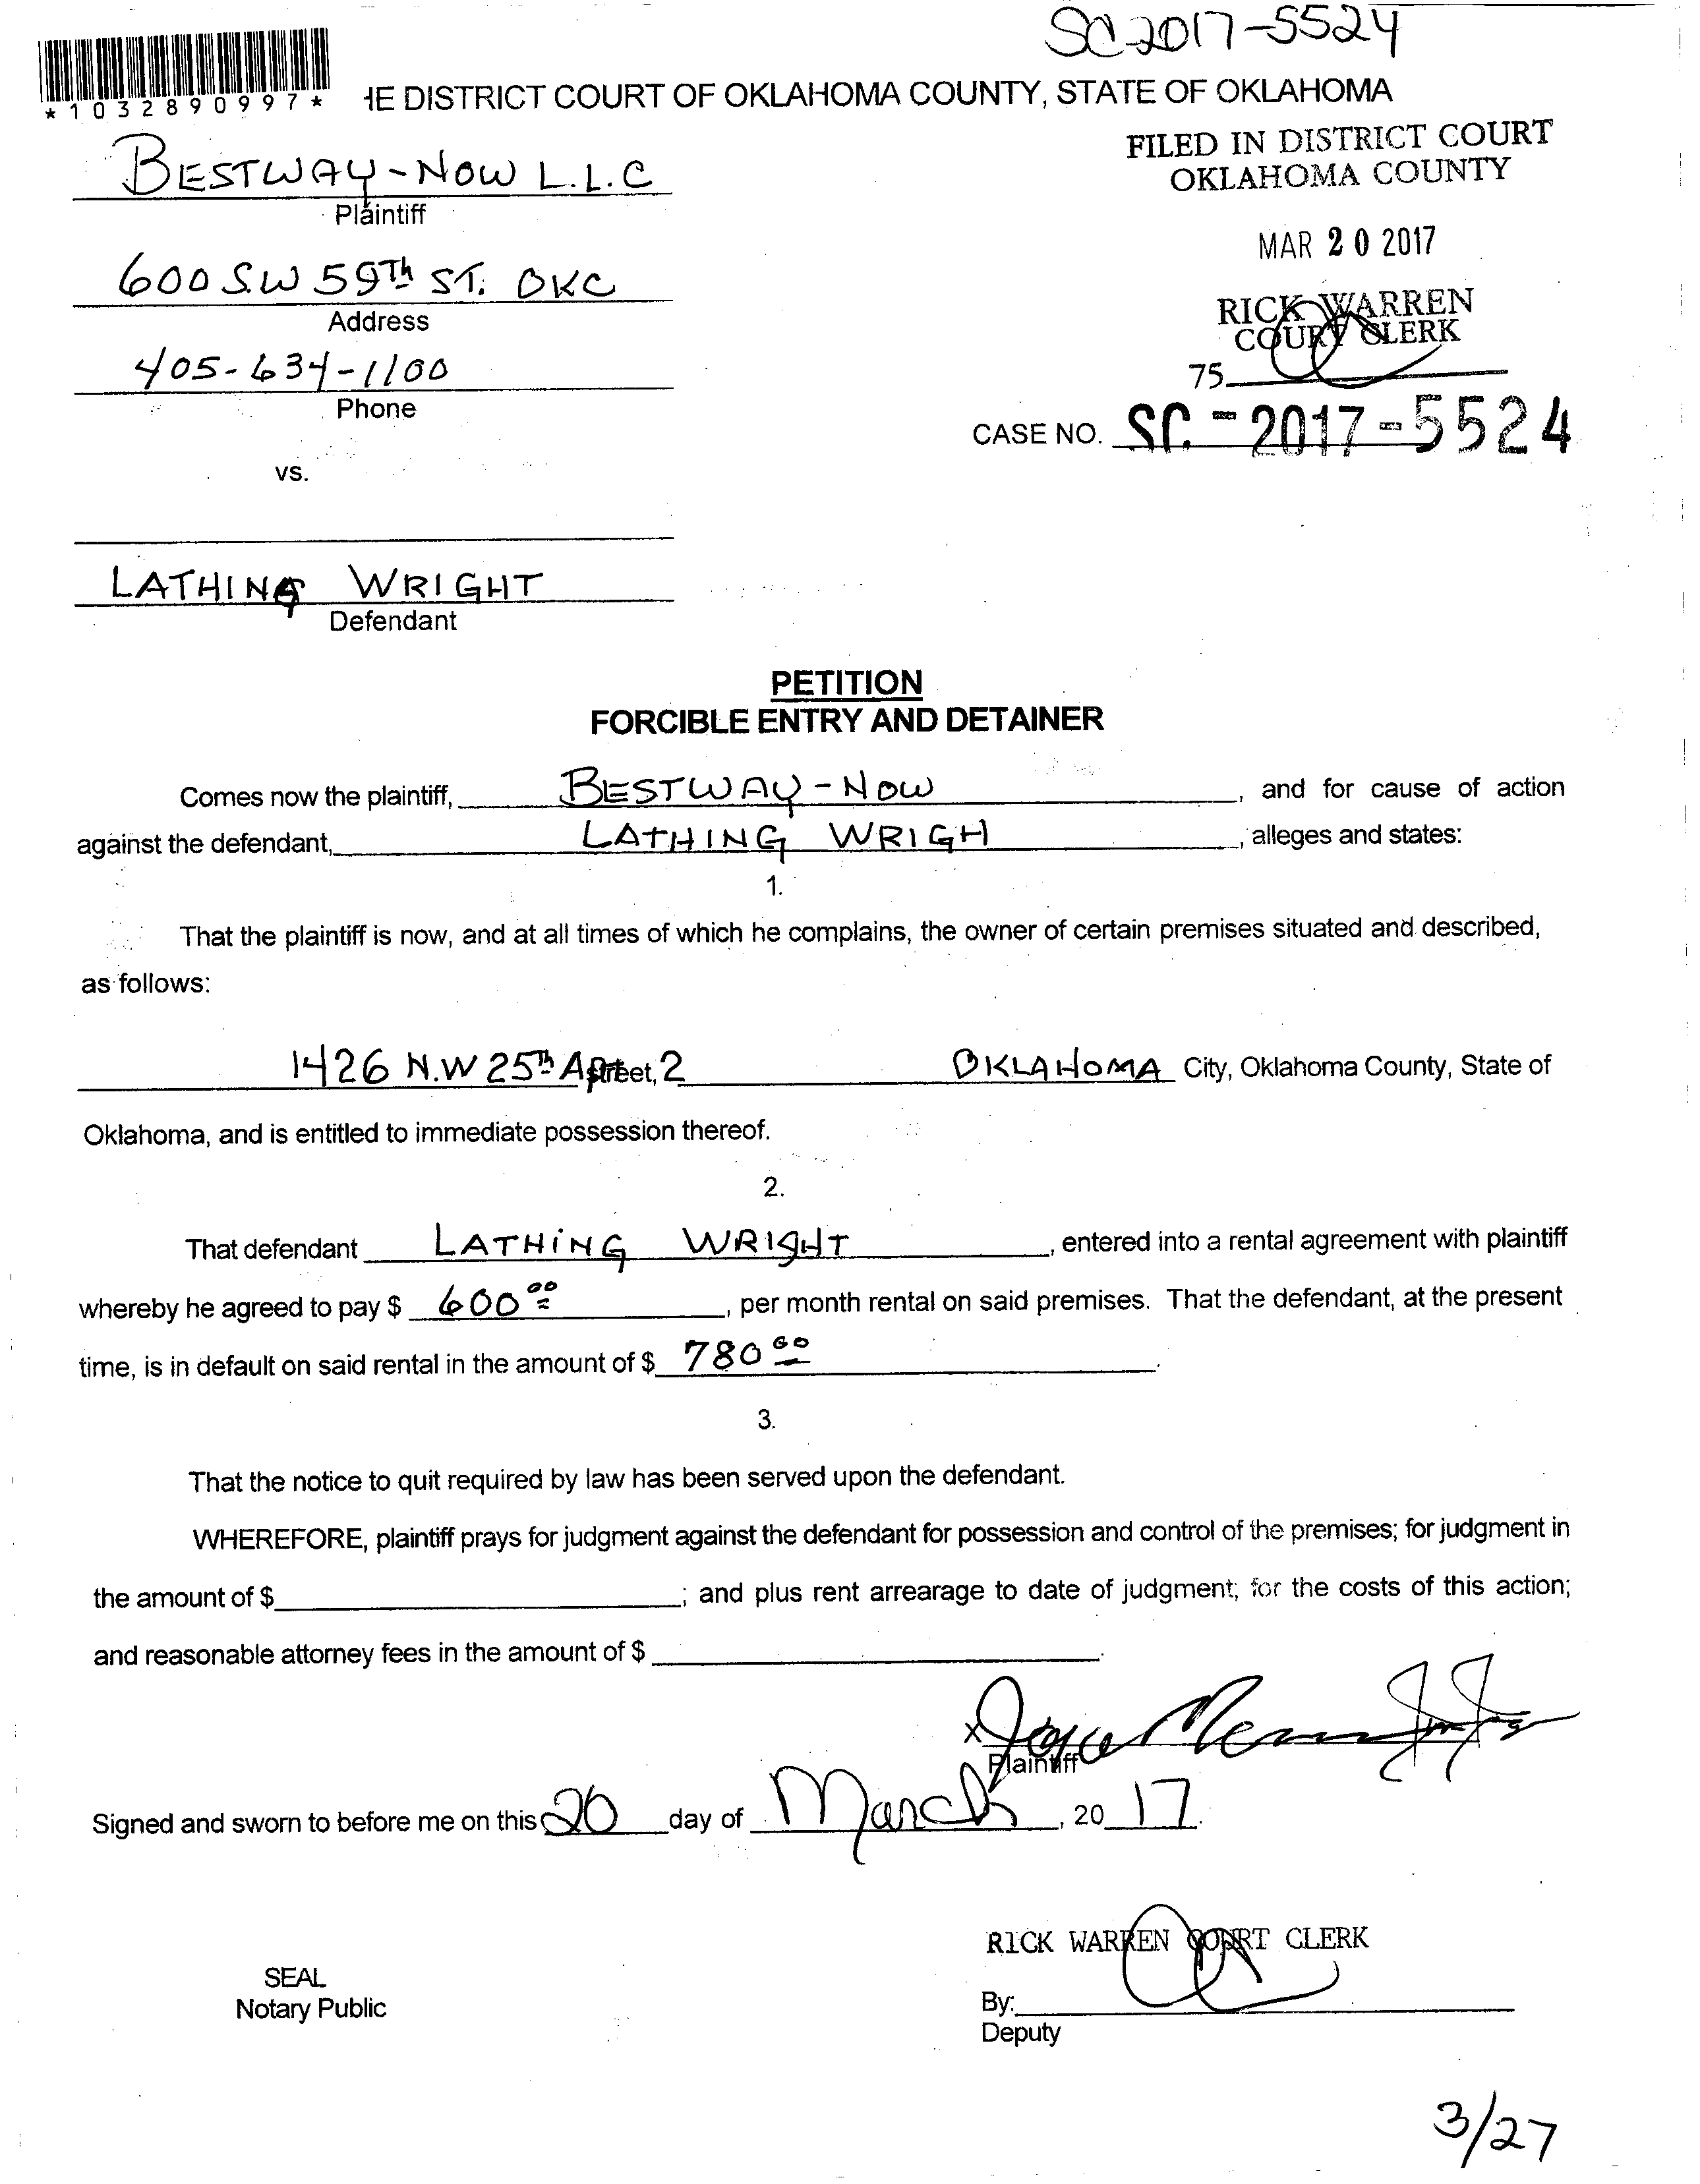 SC-2017-5524
*1032890997* HE DISTRICT COURT OF OKLAHOMA COUNTY, STATE OF OKLAHOMA
FILED IN DISTRICT COURT
OKLAHOMA COUNTY
BESTWAY-NOW L.L.C
Plaintiff
MAR 20 2017
600 S.W 59Th ST. OKC
Address
RICK WARREN
COURT CLERK
405-634-1100
75
Phone
CASE NO. SC-2017-5524
vs.
LATHING WRIGHT
Defendant
PETITION
FORCIBLE ENTRY AND DETAINER
Comes now the plaintiff, BESTWAY-NOW, and for cause of action
against the defendant, LATHING WRIGH, alleges and states:
1.
That the plaintiff is now, and at all times of which he complains, the owner of certain premises situated and described,
as follows:
1426 N.W 25Th Apt street, 2 OKLAHOMA City, Oklahoma County, State of
Oklahoma, and is entitled to immediate possession thereof.
2.
That defendant LATHiNG WRIGHT, entered into a rental agreement with plaintiff
whereby he agreed to pay $ 600 00, per month rental on said premises. That the defendant, at the present
time, is in default on said rental in the amount of $ 780 00.
3.
That the notice to quit required by law has been served upon the defendant.
WHEREFORE, plaintiff prays for judgment against the defendant for possession and control of the premises; for judgment in
the amount of $ ; and plus rent arrearage to date of judgment; for the costs of this action;
and reasonable attorney fees in the amount of $ .
X
Plaintiff
Signed and sworn to before me on this 20 day of March, 20 17.
RICK WARREN COURT CLERK
SEAL
Notary Public
By:
Deputy
3/27